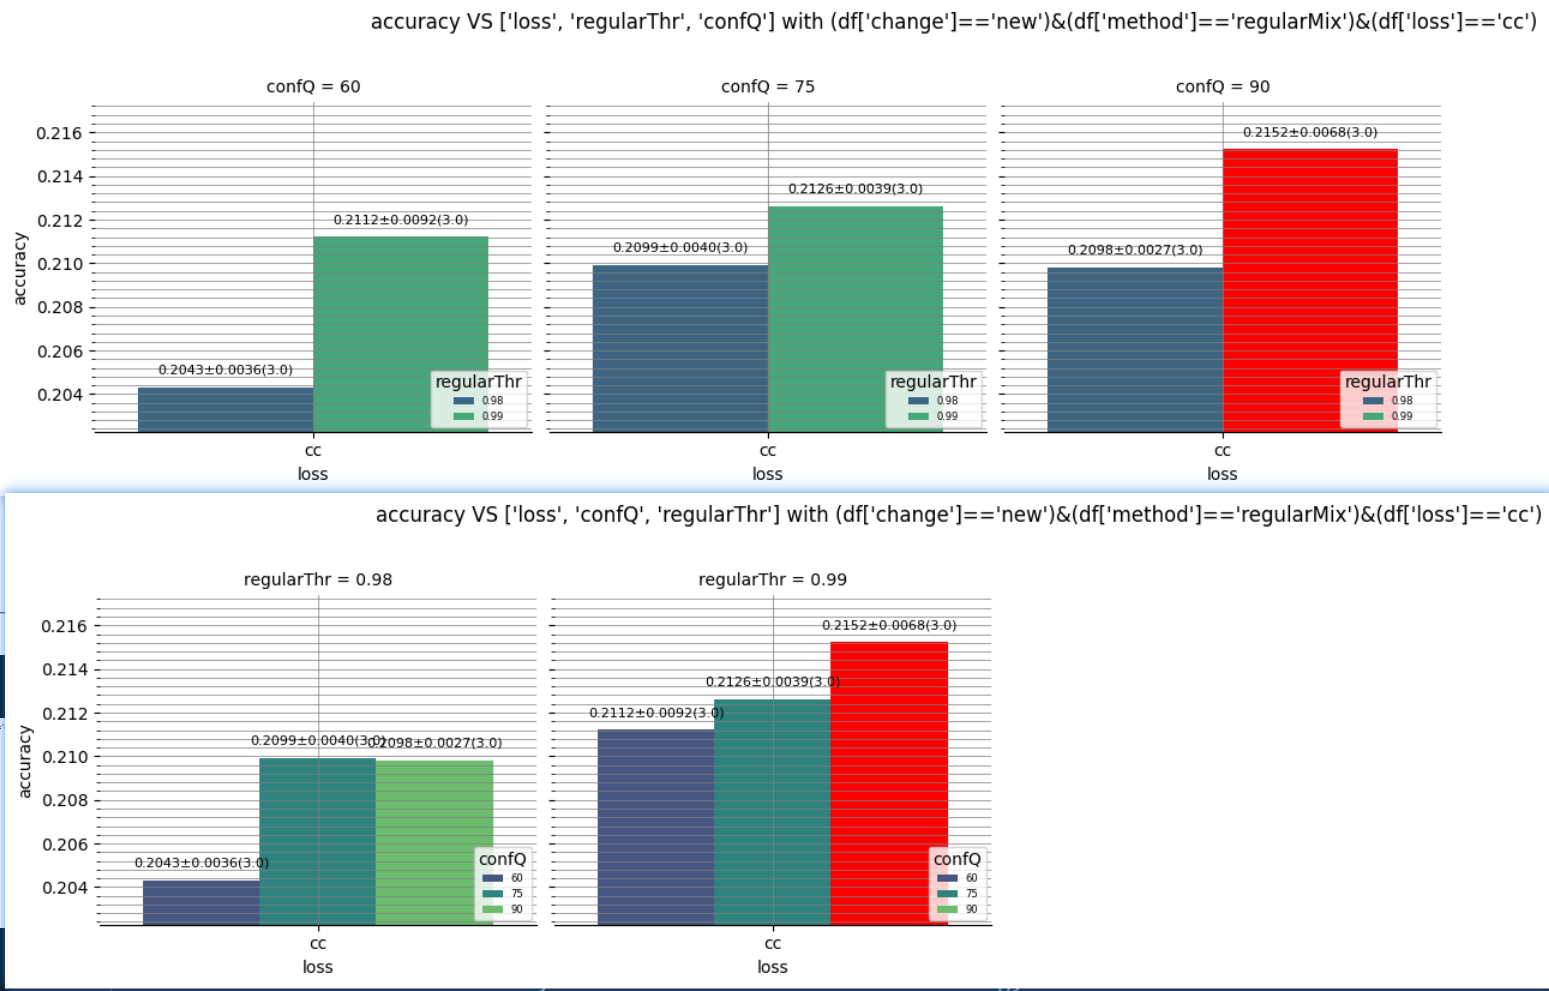 accuracy VS ['loss', 'regularThr', 'confQ'] with (df['change']=='new')&(df['method']=='regularMix')&(df['loss']=='cc')
confQ = 60
confQ = 75
confQ = 90
accuracy
0.216
0.214
0.212
0.210
0.208
0.206
0.204
0.2043±0.0036(3.0)
0.2112±0.0092(3.0)
regularThr
0.98
0.99
cc
loss
0.2099±0.0040(3.0)
0.2126±0.0039(3.0)
regularThr
0.98
0.99
cc
loss
0.2098±0.0027(3.0)
0.2152±0.0068(3.0)
regularThr
0.98
0.99
cc
loss
accuracy VS ['loss', 'confQ', 'regularThr'] with (df['change']=='new')&(df['method']=='regularMix')&(df['loss']=='cc')
regularThr = 0.98
regularThr = 0.99
accuracy
0.216
0.214
0.212
0.210
0.208
0.206
0.204
0.2043±0.0036(3.0)
0.2099±0.0040(3.0)
0.2098±0.0027(3.0)
confQ
60
75
90
cc
loss
0.2112±0.0092(3.0)
0.2126±0.0039(3.0)
0.2152±0.0068(3.0)
confQ
60
75
90
cc
loss